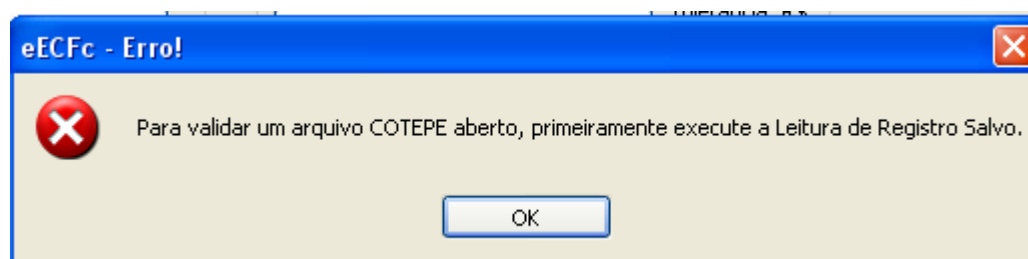 eECFc - Erro!
Para validar um arquivo COTEPE aberto, primeiramente execute a Leitura de Registro Salvo.
OK